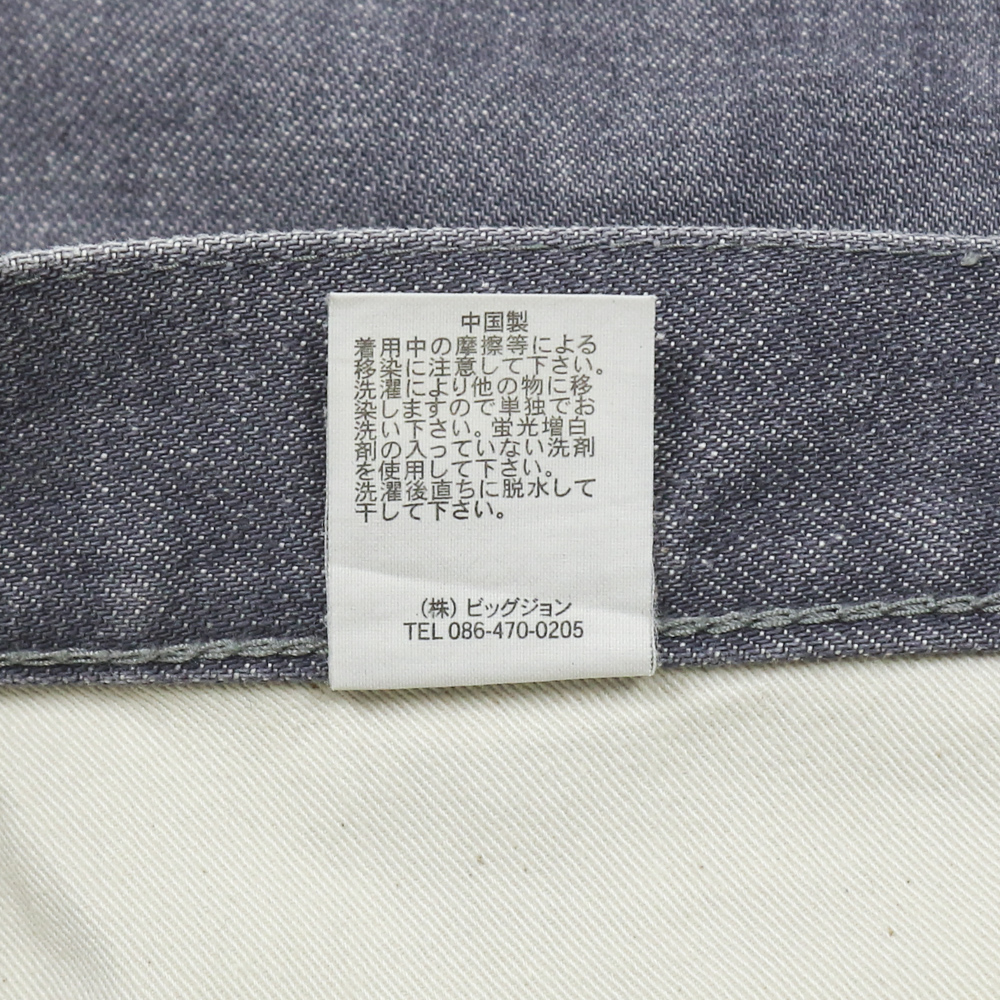 中国製
着用中の摩擦等による
移染に注意して下さい。
洗濯により他の物に移
染しますので単独でお
洗い下さい。蛍光増白
剤の入っていない洗剤
を使用して下さい。
洗濯後直ちに脱水して
干して下さい。
(株) ビッグジョン
TEL 086-470-0205